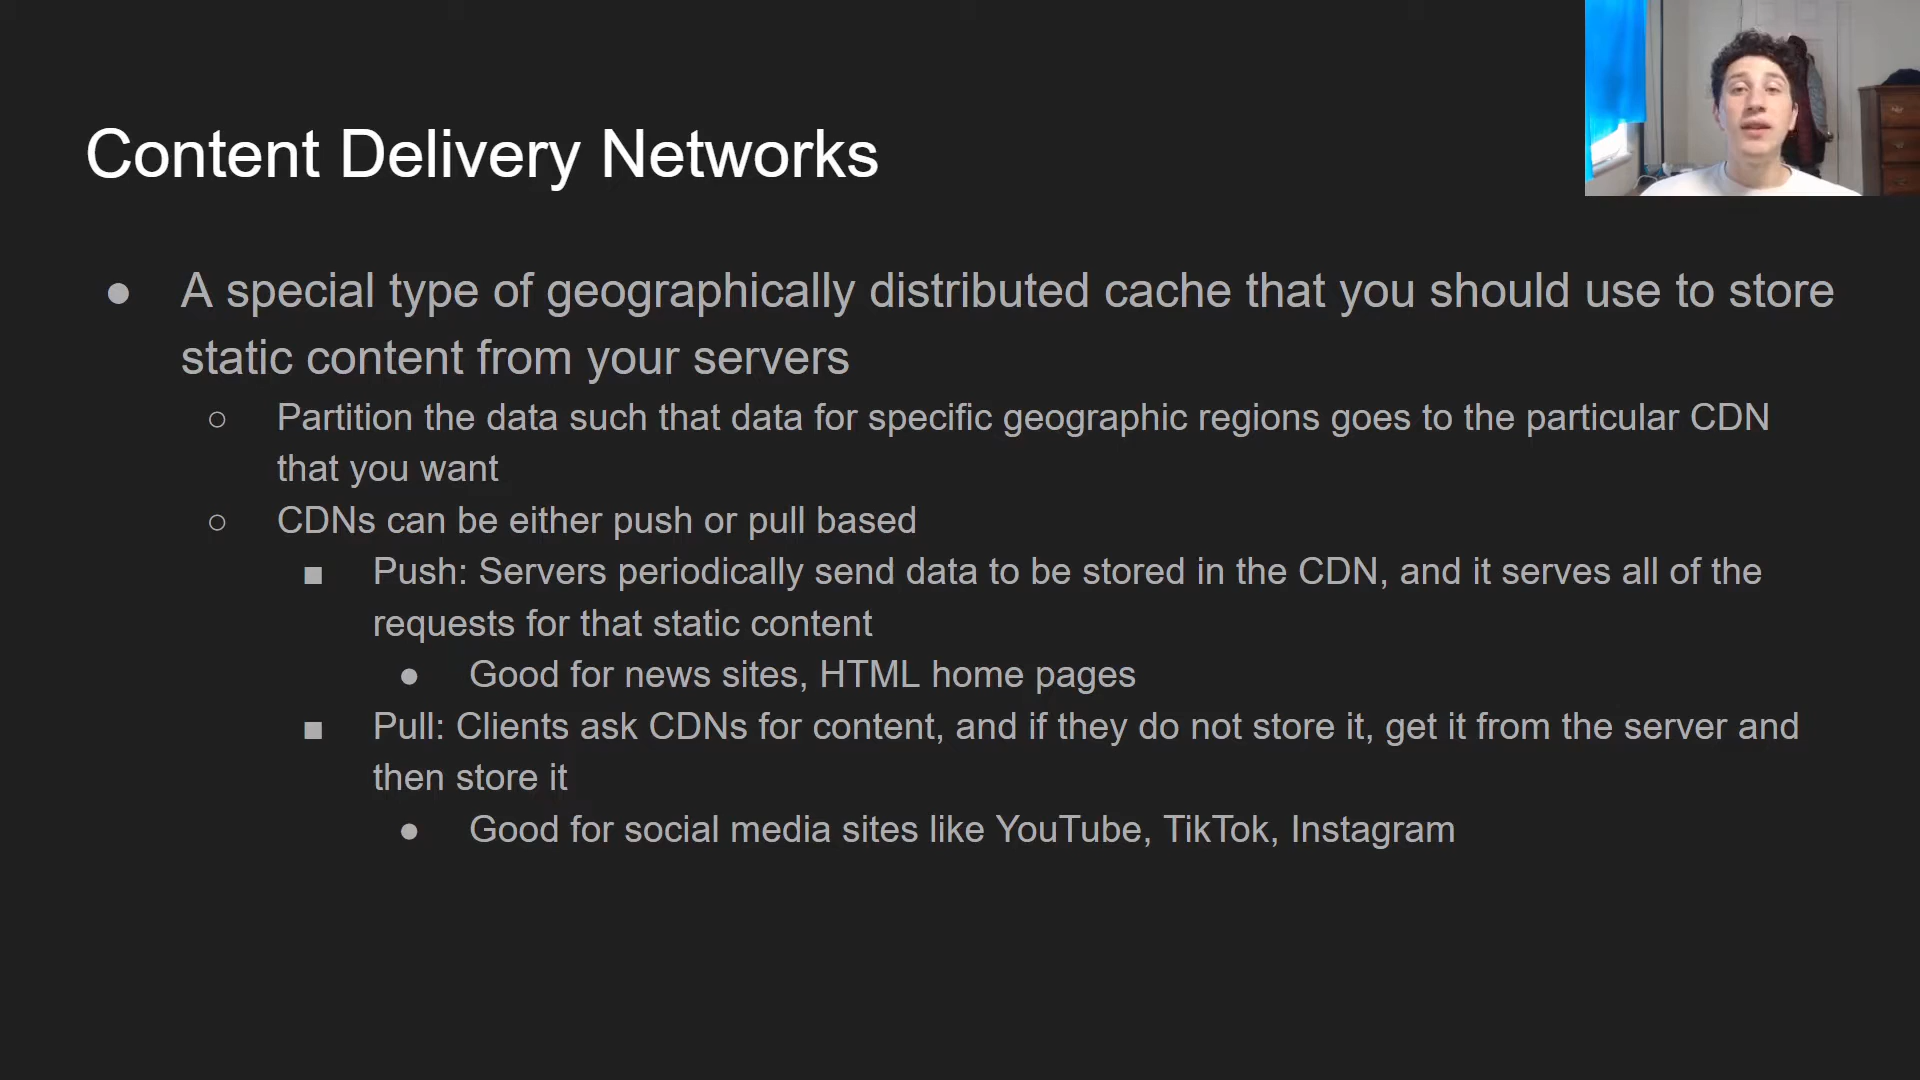 Content Delivery Networks
● A special type of geographically distributed cache that you should use to store
static content from your servers
○ Partition the data such that data for specific geographic regions goes to the particular CDN
that you want
○ CDNs can be either push or pull based
■ Push: Servers periodically send data to be stored in the CDN, and it serves all of the
requests for that static content
● Good for news sites, HTML home pages
■ Pull: Clients ask CDNs for content, and if they do not store it, get it from the server and
then store it
● Good for social media sites like YouTube, TikTok, Instagram